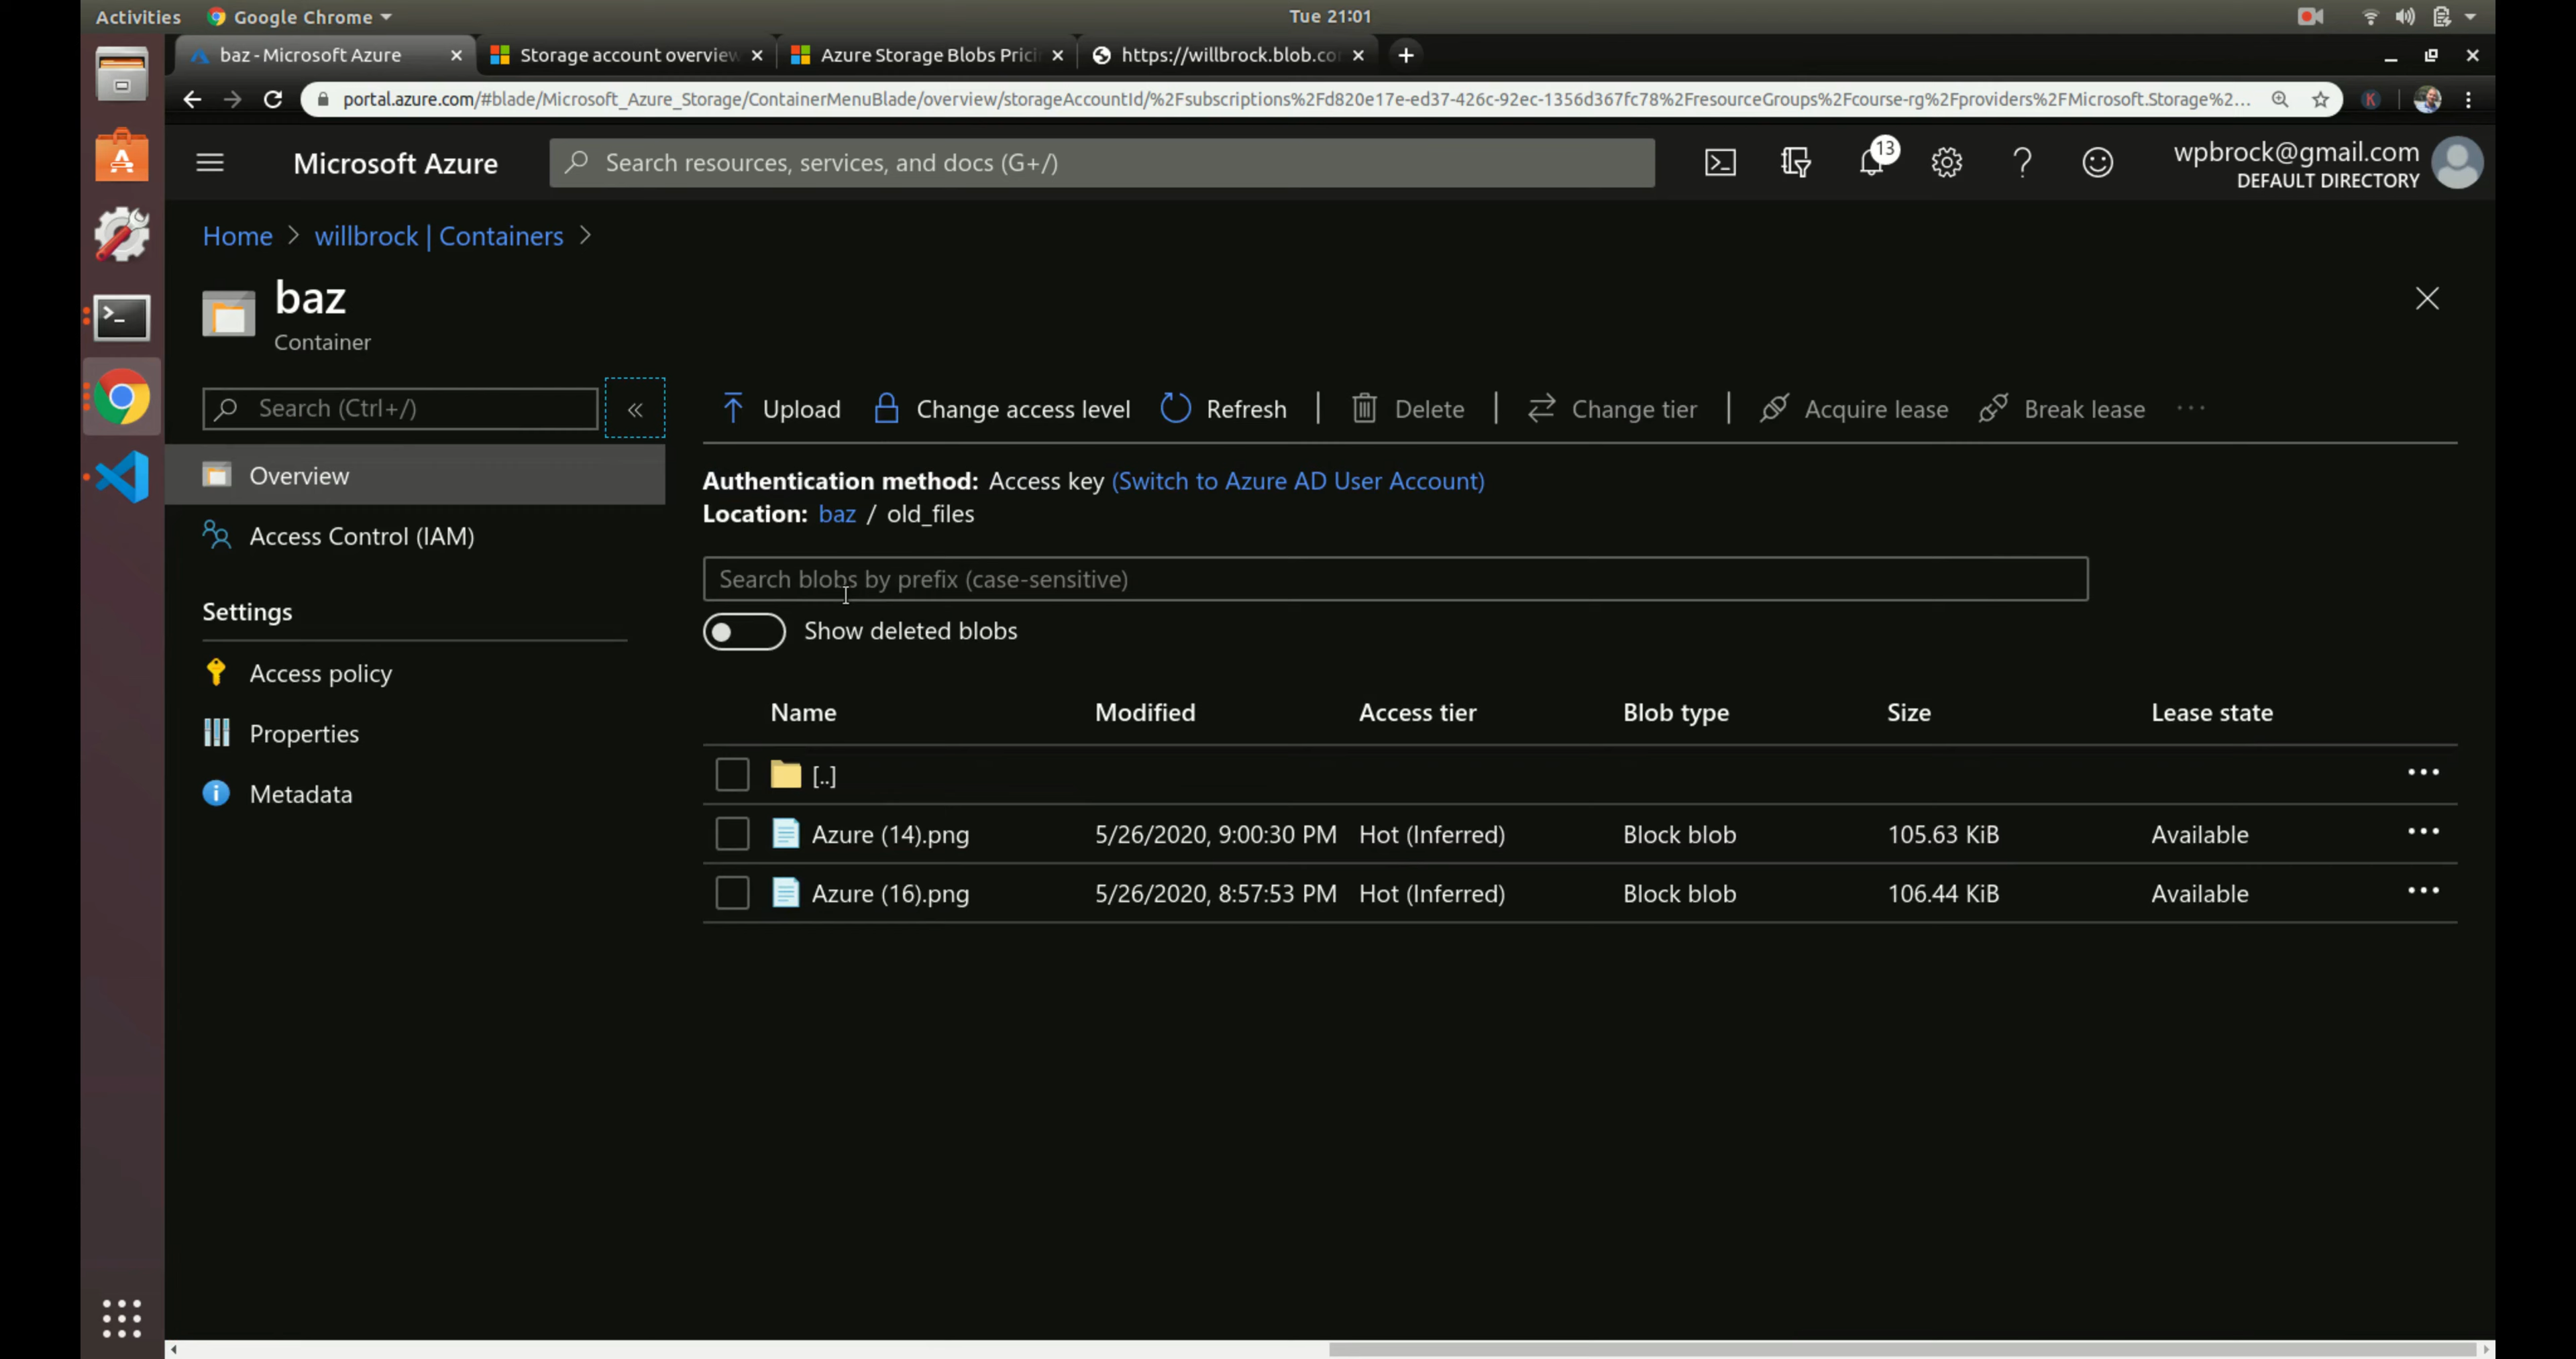 Activities Google Chrome Tue 21:01
baz - Microsoft Azure Storage account overview Azure Storage Blobs Prici https://willbrock.blob.co
portal.azure.com/#blade/Microsoft_Azure_Storage/ContainerMenuBlade/overview/storageAccountId/%2Fsubscriptions%2Fd820e17e-ed37-426c-92ec-1356d367fc78%2FresourceGroups%2Fcourse-rg%2Fproviders%2FMicrosoft.Storage%2... K
Microsoft Azure Search resources, services, and docs (G+/) 13 wpbrock@gmail.com
DEFAULT DIRECTORY
Home > willbrock | Containers >
baz
Container
Search (Ctrl+/) « Upload Change access level Refresh | Delete | Change tier | Acquire lease Break lease ...
Overview
Access Control (IAM)
Settings
Access policy
Properties
Metadata
Authentication method: Access key (Switch to Azure AD User Account)
Location: baz / old_files
Search blobs by prefix (case-sensitive)
Show deleted blobs
Name Modified Access tier Blob type Size Lease state
[..] ...
Azure (14).png 5/26/2020, 9:00:30 PM Hot (Inferred) Block blob 105.63 KiB Available ...
Azure (16).png 5/26/2020, 8:57:53 PM Hot (Inferred) Block blob 106.44 KiB Available ...